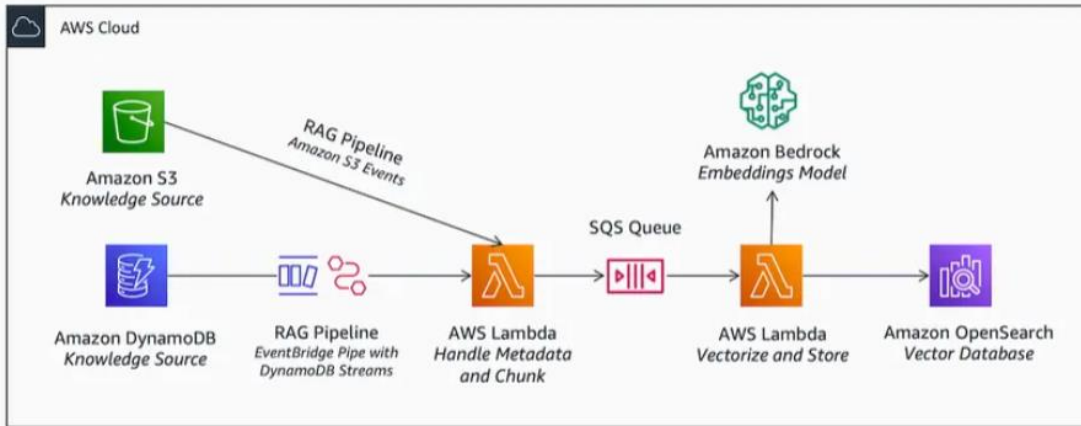 AWS Cloud
RAG Pipeline
Amazon S3 Events
Amazon S3
Knowledge Source
Amazon Bedrock
Embeddings Model
SQS Queue
Amazon DynamoDB
Knowledge Source
RAG Pipeline
EventBridge Pipe with
DynamoDB Streams
AWS Lambda
Handle Metadata
and Chunk
AWS Lambda
Vectorize and Store
Amazon OpenSearch
Vector Database